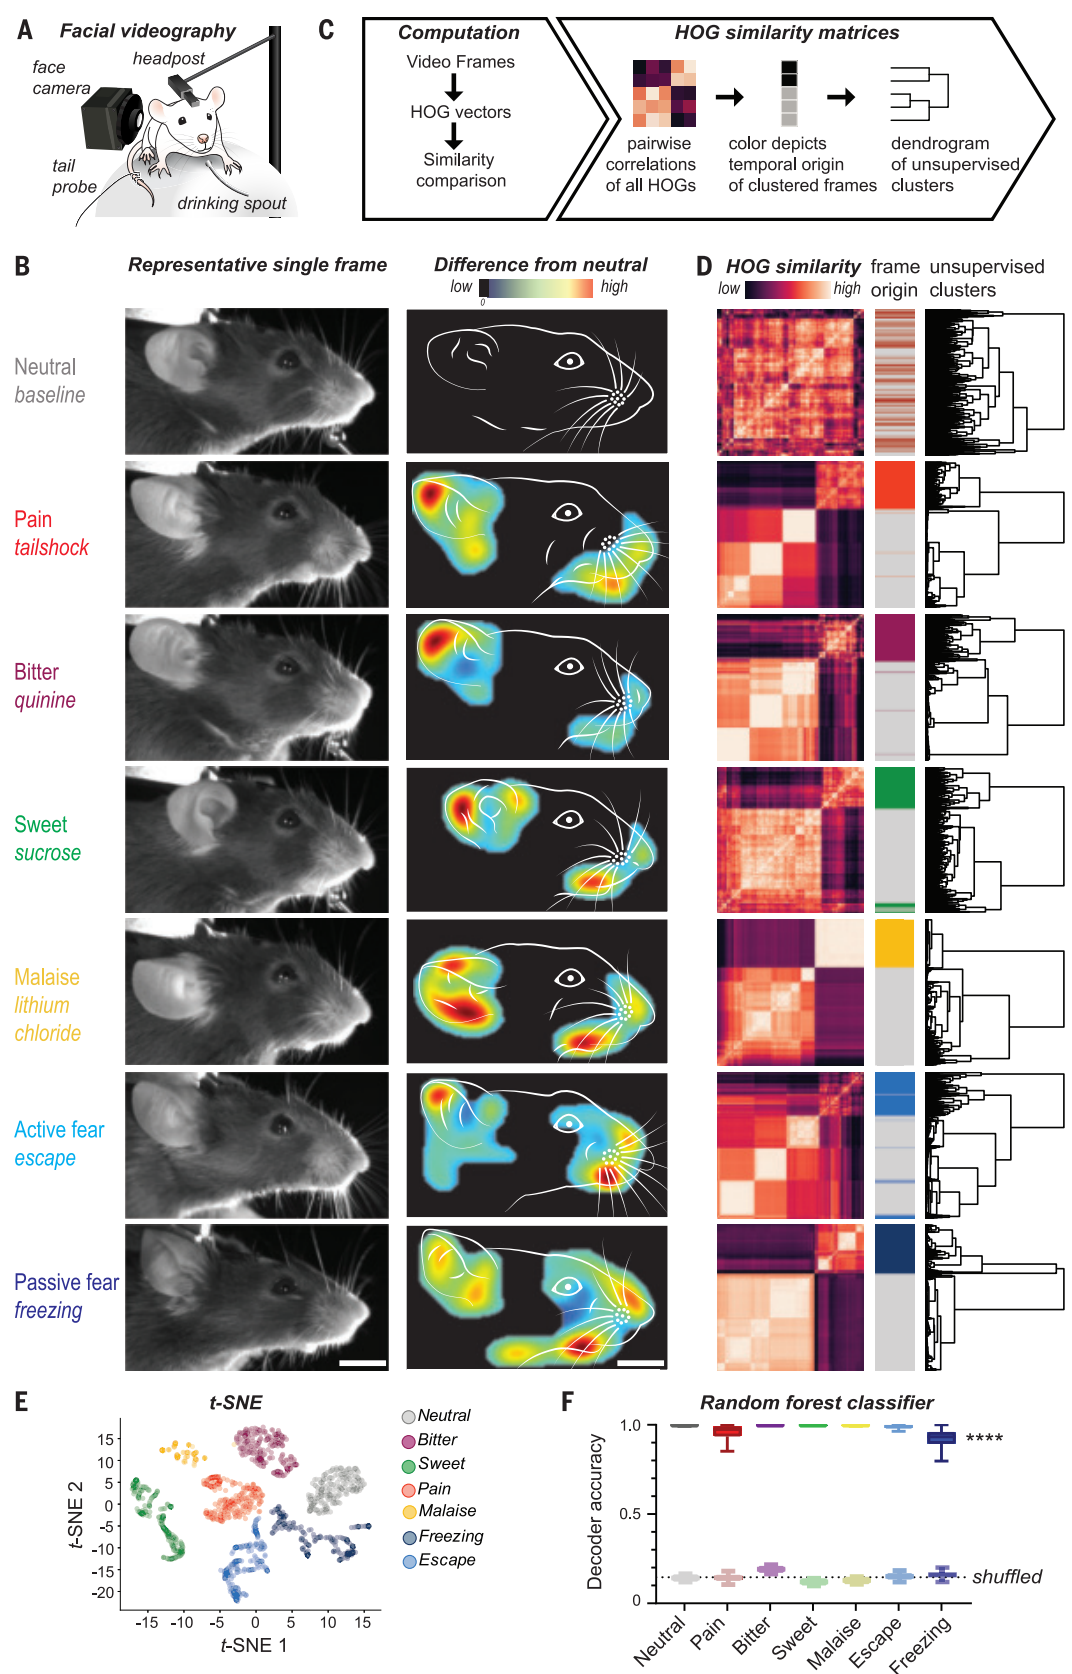 A
Facial videography
headpost
face
camera
tail
probe
drinking spout
C
Computation
Video Frames
HOG vectors
Similarity
comparison
HOG similarity matrices
pairwise
correlations
of all HOGs
color depicts
temporal origin
of clustered frames
dendrogram
of unsupervised
clusters
B
Representative single frame
Difference from neutral
low
high
0
D
HOG similarity
low
high
frame
origin
unsupervised
clusters
Neutral
baseline
Pain
tailshock
Bitter
quinine
Sweet
sucrose
Malaise
lithium
chloride
Active fear
escape
Passive fear
freezing
E
t-SNE
15
10
5
0
-5
-10
-15
-20
t-SNE 2
-15
-10
-5
0
5
10
15
t-SNE 1
Neutral
Bitter
Sweet
Pain
Malaise
Freezing
Escape
F
Random forest classifier
1.0
0.5
0
Decoder accuracy
****
shuffled
Neutral
Pain
Bitter
Sweet
Malaise
Escape
Freezing